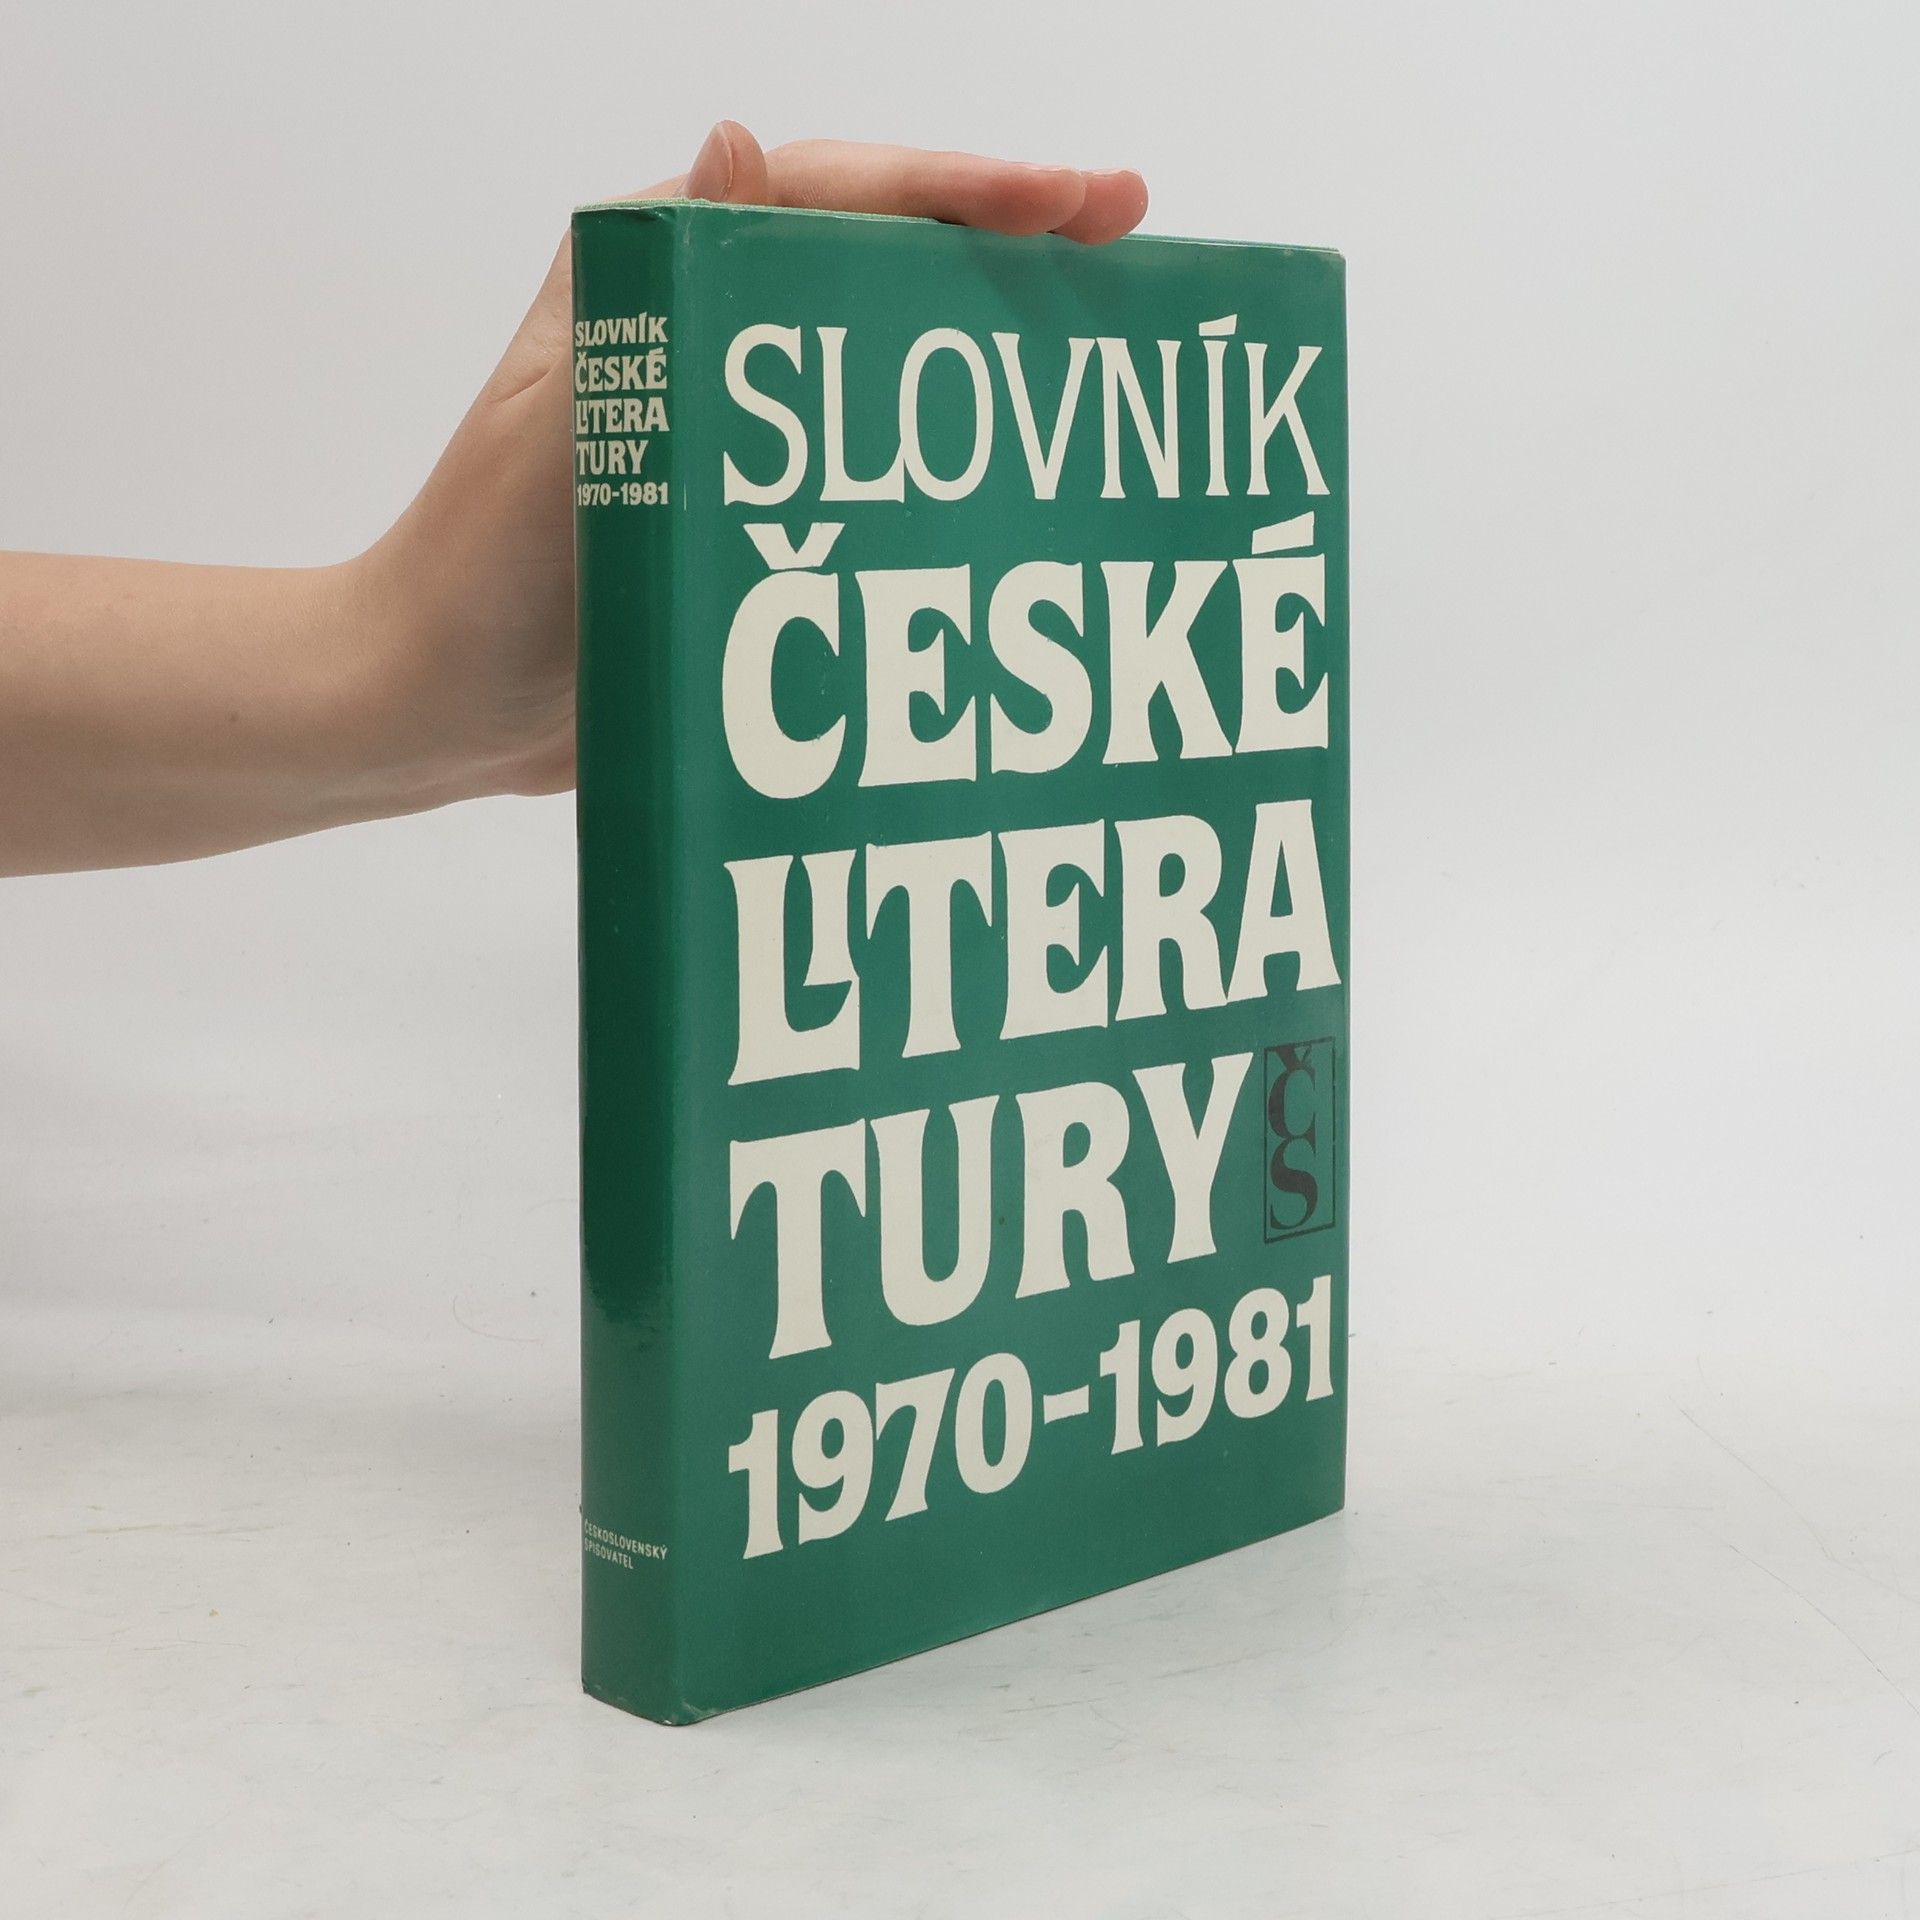 SLOVNÍK
ČESKÉ
LITERA
TURY
1970-1981
ČESKOSLOVENSKÝ
SPISOVATEL
SLOVNÍK
ČESKÉ
LITERA
TURY
ČS
1970-1981